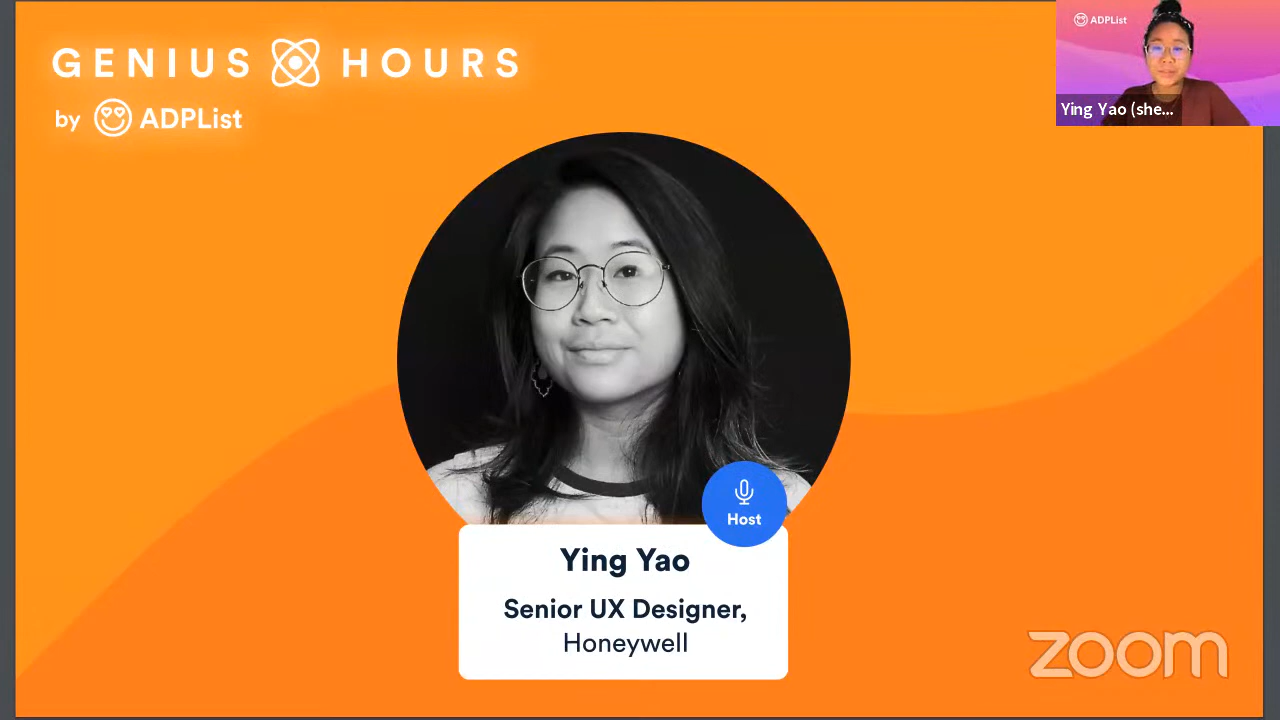 GENIUS HOURS
by ADPList
ADPList
Ying Yao (she...
Host
Ying Yao
Senior UX Designer,
Honeywell
zoom